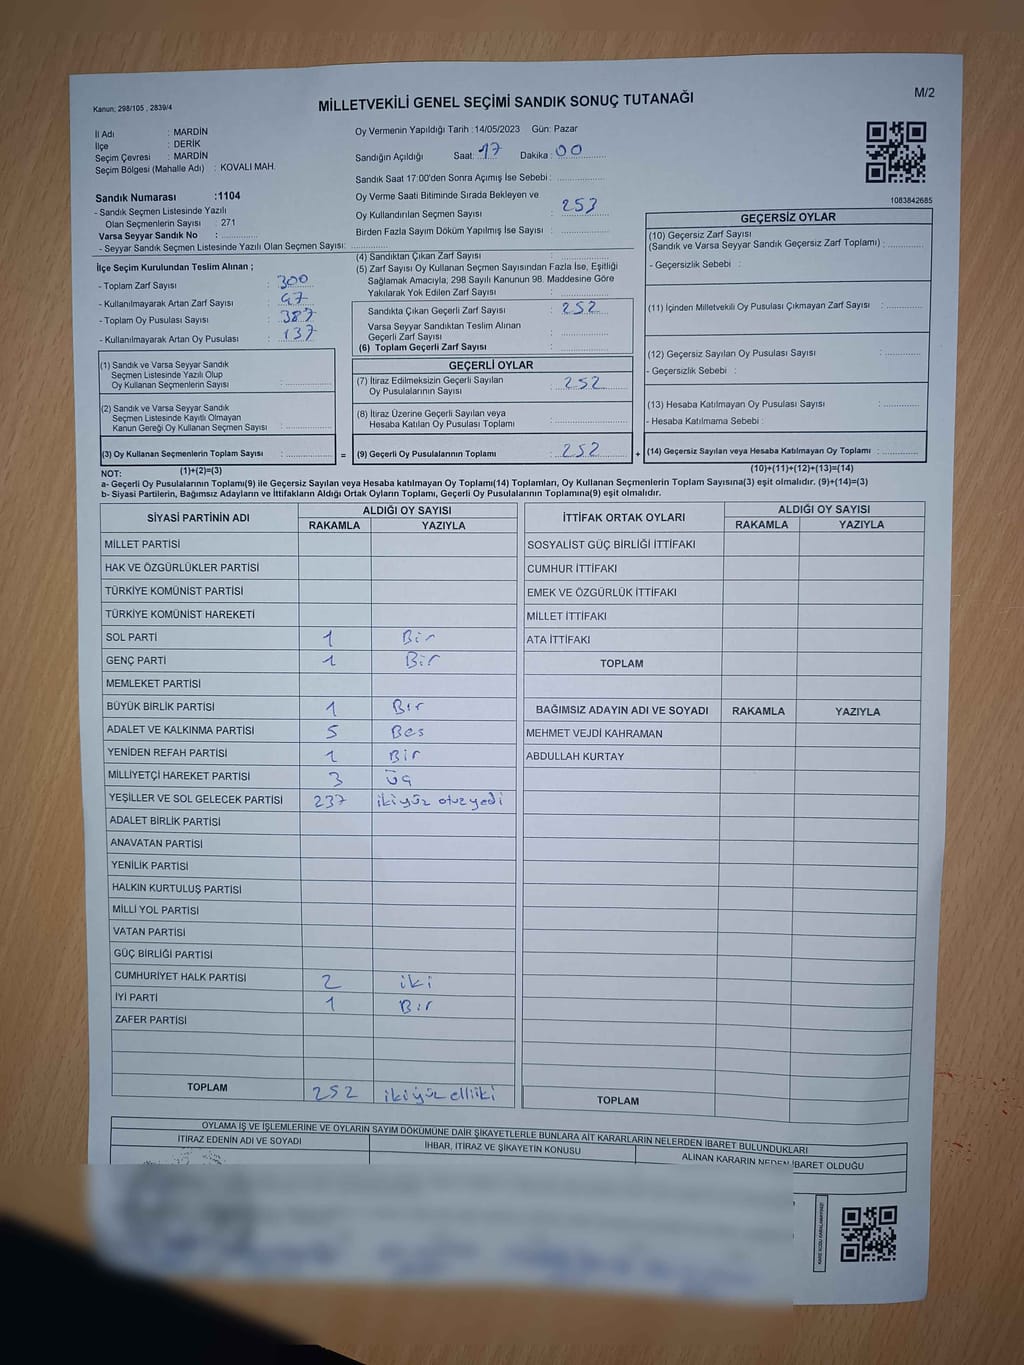 Kanun; 298/105 , 2839/4
MİLLETVEKİLİ GENEL SEÇİMİ SANDIK SONUÇ TUTANAĞI
M/2
İl Adı : MARDİN
İlçe : DERİK
Seçim Çevresi : MARDİN
Seçim Bölgesi (Mahalle Adı) : KOVALI MAH.
Sandık Numarası :1104
- Sandık Seçmen Listesinde Yazılı
Olan Seçmenlerin Sayısı : 271
Varsa Seyyar Sandık No :
- Seyyar Sandık Seçmen Listesinde Yazılı Olan Seçmen Sayısı:
Oy Vermenin Yapıldığı Tarih :14/05/2023 Gün: Pazar
Sandığın Açıldığı Saat: 17 Dakika : 00
Sandık Saat 17:00'den Sonra Açımış İse Sebebi :
Oy Verme Saati Bitiminde Sırada Bekleyen ve
Oy Kullandırılan Seçmen Sayısı : 253
Birden Fazla Sayım Döküm Yapılmış İse Sayısı :
1083842685
İlçe Seçim Kurulundan Teslim Alınan ;
- Toplam Zarf Sayısı : 300
- Kullanılmayarak Artan Zarf Sayısı : 47
- Toplam Oy Pusulası Sayısı : 387
- Kullanılmayarak Artan Oy Pusulası : 137
(4) Sandıktan Çıkan Zarf Sayısı :
(5) Zarf Sayısı Oy Kullanan Seçmen Sayısından Fazla İse, Eşitliği
Sağlamak Amacıyla, 298 Sayılı Kanunun 98. Maddesine Göre
Yakılarak Yok Edilen Zarf Sayısı :
Sandıkta Çıkan Geçerli Zarf Sayısı : 252
Varsa Seyyar Sandıktan Teslim Alınan
Geçerli Zarf Sayısı :
(6) Toplam Geçerli Zarf Sayısı :
GEÇERSİZ OYLAR
(10) Geçersiz Zarf Sayısı
(Sandık ve Varsa Seyyar Sandık Geçersiz Zarf Toplamı) :
- Geçersizlik Sebebi :
(11) İçinden Milletvekili Oy Pusulası Çıkmayan Zarf Sayısı :
(12) Geçersiz Sayılan Oy Pusulası Sayısı :
- Geçersizlik Sebebi :
(13) Hesaba Katılmayan Oy Pusulası Sayısı :
- Hesaba Katılmama Sebebi :
(14) Geçersiz Sayılan veya Hesaba Katılmayan Oy Toplamı :
(10)+(11)+(12)+(13)=(14)
(1) Sandık ve Varsa Seyyar Sandık
Seçmen Listesinde Yazılı Olup
Oy Kullanan Seçmenlerin Sayısı :
(2) Sandık ve Varsa Seyyar Sandık
Seçmen Listesinde Kayıtlı Olmayan
Kanun Gereği Oy Kullanan Seçmen Sayısı :
(3) Oy Kullanan Seçmenlerin Toplam Sayısı : =
(1)+(2)=(3)
GEÇERLİ OYLAR
(7) İtiraz Edilmeksizin Geçerli Sayılan
Oy Pusulalarının Sayısı : 252
(8) İtiraz Üzerine Geçerli Sayılan veya
Hesaba Katılan Oy Pusulası Toplamı :
(9) Geçerli Oy Pusulalarının Toplamı : 252 +
NOT:
a- Geçerli Oy Pusulalarının Toplam(9) ile Geçersiz Sayılan veya Hesaba katılmayan Oy Toplamı(14) Toplamları, Oy Kullanan Seçmenlerin Toplam Sayısına(3) eşit olmalıdır. (9)+(14)=(3)
b- Siyasi Partilerin, Bağımsız Adayların ve İttifakların Aldığı Ortak Oyların Toplamı, Geçerli Oy Pusulalarının Toplamına(9) eşit olmalıdır.
SİYASİ PARTİNİN ADI ALDIĞI OY SAYISI
RAKAMLA YAZIYLA
MİLLET PARTİSİ
HAK VE ÖZGÜRLÜKLER PARTİSİ
TÜRKİYE KOMÜNİST PARTİSİ
TÜRKİYE KOMÜNİST HAREKETİ
SOL PARTİ 1 Bir
GENÇ PARTİ 1 Bir
MEMLEKET PARTİSİ
BÜYÜK BİRLİK PARTİSİ 1 Bır
ADALET VE KALKINMA PARTİSİ 5 Bes
YENİDEN REFAH PARTİSİ 1 Bir
MİLLİYETÇİ HAREKET PARTİSİ 3 üç
YEŞİLLER VE SOL GELECEK PARTİSİ 237 ikiyüz otuzyedi
ADALET BİRLİK PARTİSİ
ANAVATAN PARTİSİ
YENİLİK PARTİSİ
HALKIN KURTULUŞ PARTİSİ
MİLLİ YOL PARTİSİ
VATAN PARTİSİ
GÜÇ BİRLİĞİ PARTİSİ
CUMHURİYET HALK PARTİSİ 2 iki
İYİ PARTİ 1 Bır
ZAFER PARTİSİ
TOPLAM 252 ikiyüz elliiki
İTTİFAK ORTAK OYLARI ALDIĞI OY SAYISI
RAKAMLA YAZIYLA
SOSYALİST GÜÇ BİRLİĞİ İTTİFAKI
CUMHUR İTTİFAKI
EMEK VE ÖZGÜRLÜK İTTİFAKI
MİLLET İTTİFAKI
ATA İTTİFAKI
TOPLAM
BAĞIMSIZ ADAYIN ADI VE SOYADI RAKAMLA YAZIYLA
MEHMET VEJDİ KAHRAMAN
ABDULLAH KURTAY
TOPLAM
OYLAMA İŞ VE İŞLEMLERİNE VE OYLARIN SAYIM DÖKÜMÜNE DAİR ŞİKAYETLERLE BUNLARA AİT KARARLARIN NELERDEN İBARET BULUNDUKLARI
İTİRAZ EDENİN ADI VE SOYADI İHBAR, İTİRAZ VE ŞİKAYETİN KONUSU ALINAN KARARIN NEDEN İBARET OLDUĞU